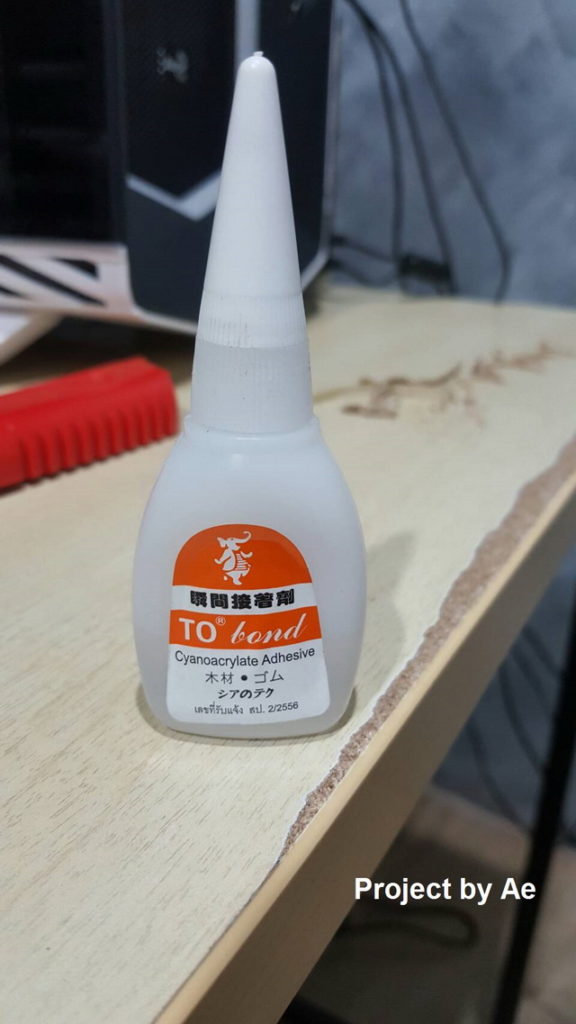 瞬間接着劑
TO® bond
Cyanoacrylate Adhesive
木材・ゴム
シアのテク
เลขที่รับแจ้ง สป. 2/2556
Project by Ae